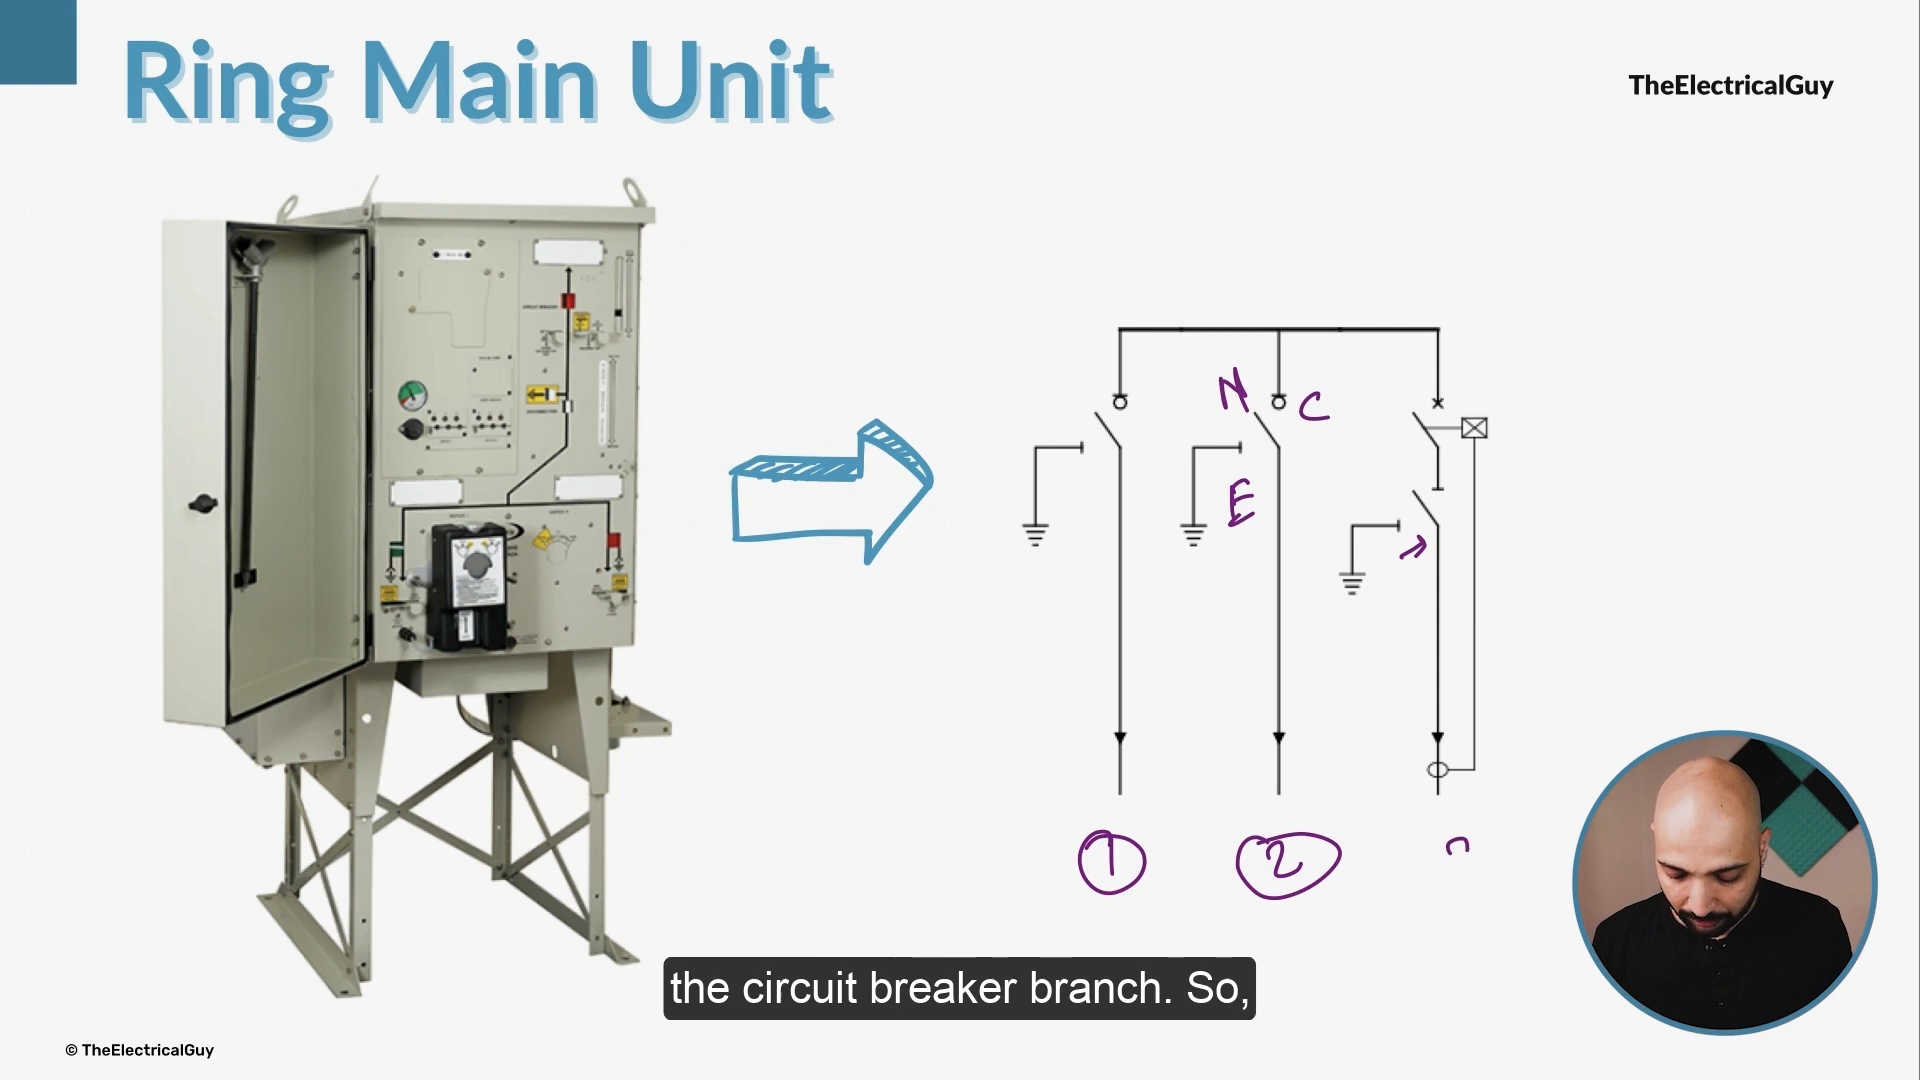 Ring Main Unit
TheElectricalGuy
N
C
E
1
2
the circuit breaker branch. So,
© TheElectricalGuy